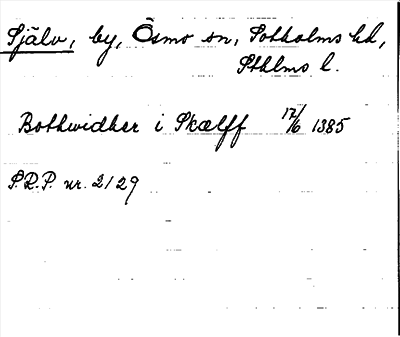 Själv, by, Ösmo sn, Sotholms hd,
Sthlms l.
Bothwidher i Skælff 17/6 1385
S.R.P. nr. 2129